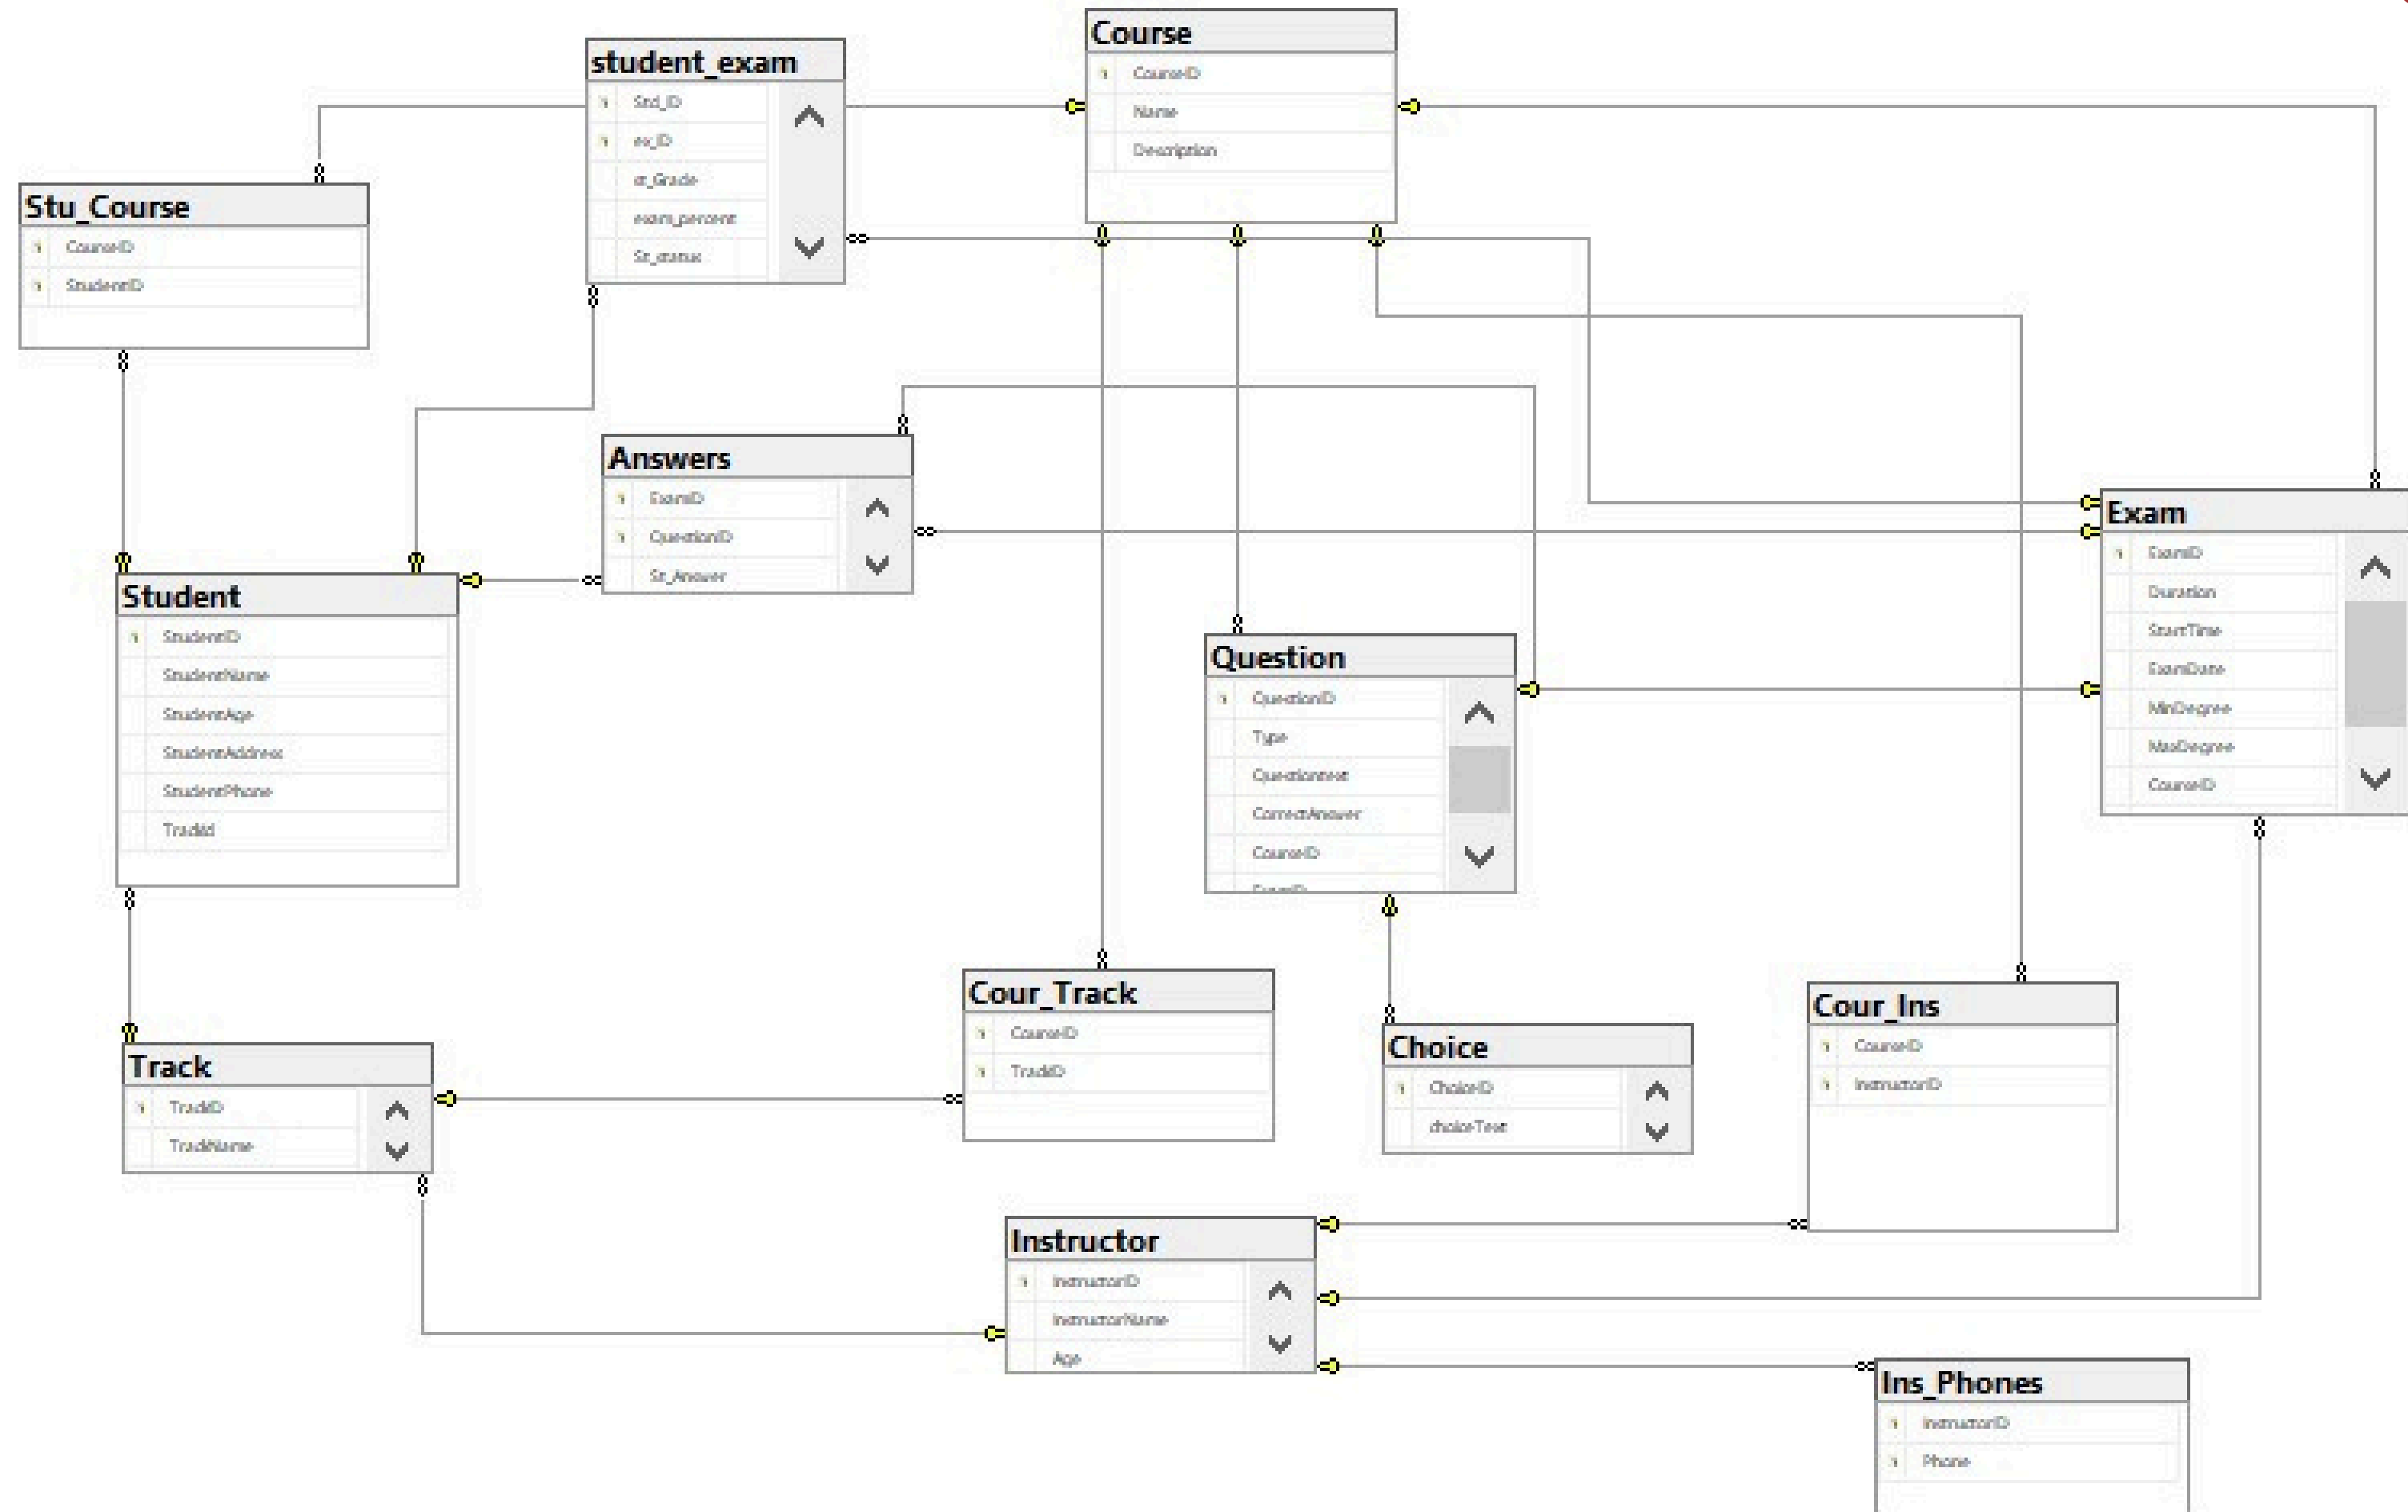 Course
CourseID
Name
Description
student_exam
Std_ID
ex_ID
st_Grade
exam_percent
St_status
Stu_Course
CourseID
StudentID
Answers
ExamID
QuestionID
St_Answer
Exam
ExamID
Duration
StartTime
ExamDate
MinDegree
MaxDegree
CourseID
Student
StudentID
StudentName
StudentAge
StudentAddress
StudentPhone
TrackId
Question
QuestionID
Type
Questiontext
CorrectAnswer
CourseID
ExamID
Cour_Track
CourseID
TrackID
Cour_Ins
CourseID
InstructorID
Choice
ChoiceID
choiceText
Track
TrackID
TrackName
Instructor
InstructorID
InstructorName
Age
Ins_Phones
InstructorID
Phone